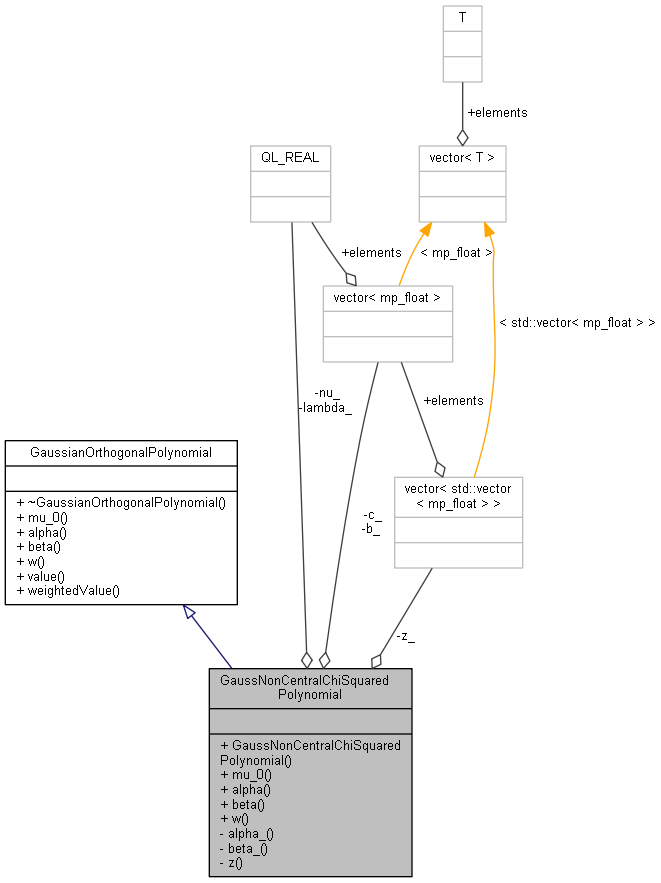 T
+elements
QL_REAL
vector< T >
+elements
< mp_float >
vector< mp_float >
< std::vector< mp_float > >
-nu_
-lambda_
+elements
GaussianOrthogonalPolynomial
+ ~GaussianOrthogonalPolynomial()
+ mu_0()
+ alpha()
+ beta()
+ w()
+ value()
+ weightedValue()
vector< std::vector
< mp_float > >
-c_
-b_
-z_
GaussNonCentralChiSquared
Polynomial
+ GaussNonCentralChiSquared
Polynomial()
+ mu_0()
+ alpha()
+ beta()
+ w()
- alpha_()
- beta_()
- z()